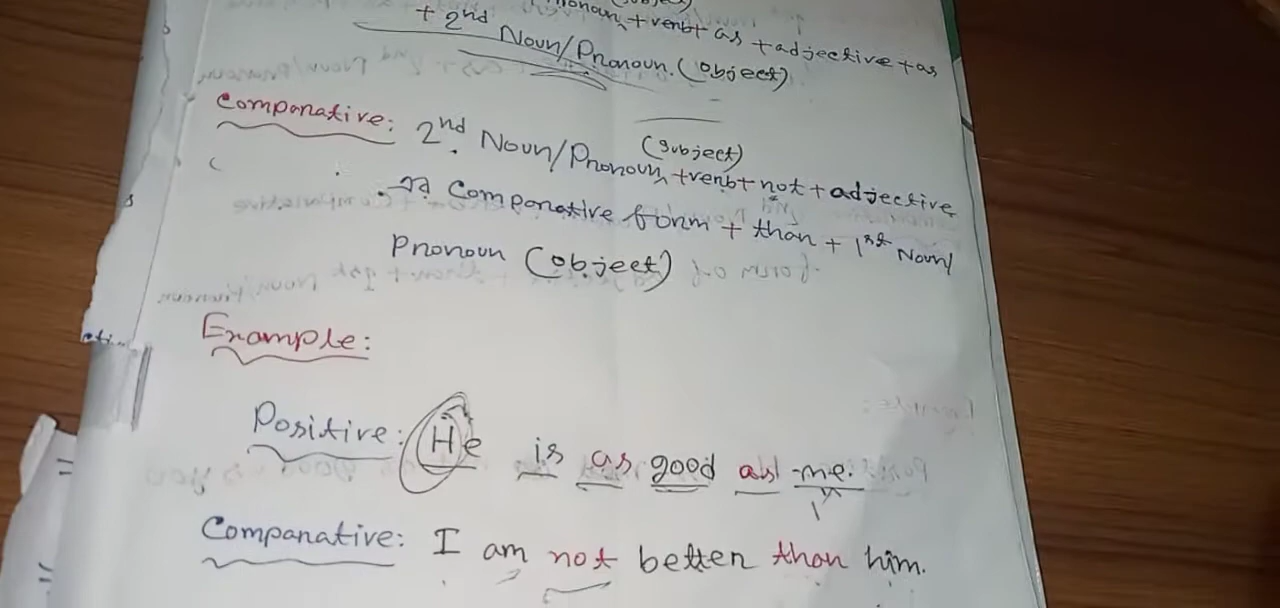 + verb + as + adjective + as
+ 2nd Noun/Pronoun. (object)
Comparative: 2nd Noun/Pronoun (subject) + verb + not + adjective
এর Comparative form + than + 1st Noun/
Pronoun (object)
Example:
Positive: He is as good as me.
Comparative: I am not better than him.